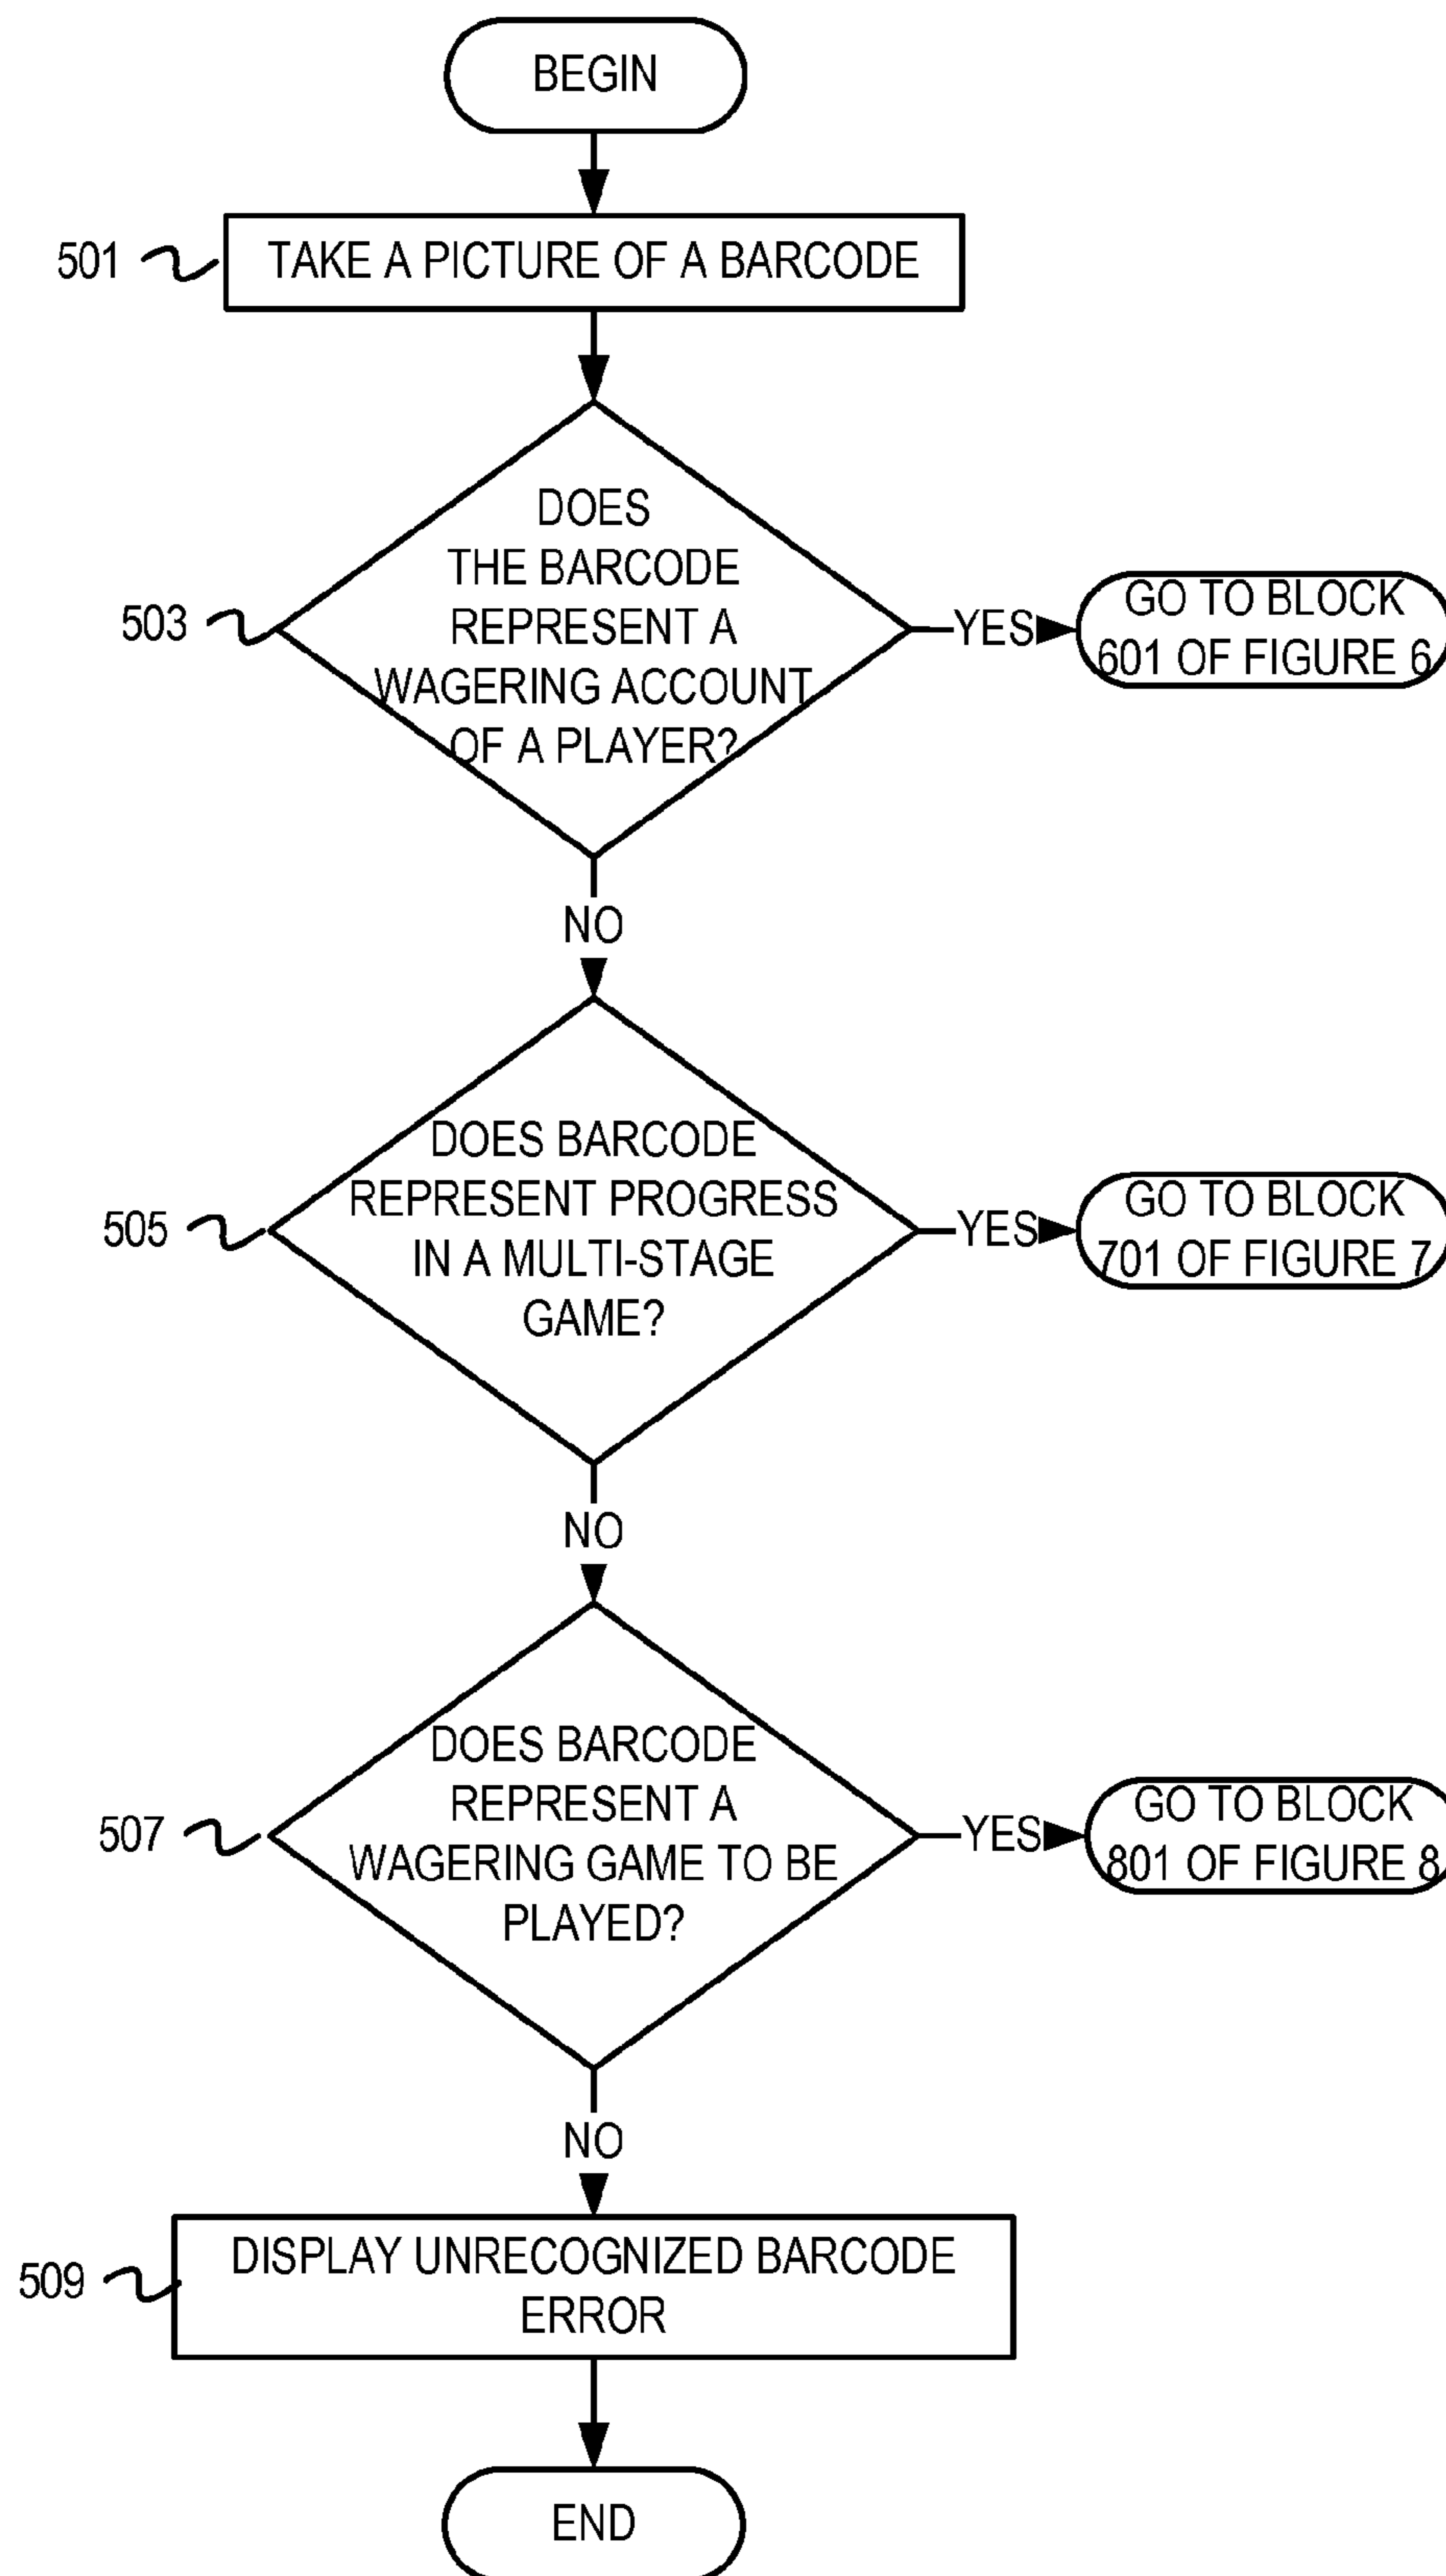 BEGIN
501
TAKE A PICTURE OF A BARCODE
503
DOES
THE BARCODE
REPRESENT A
WAGERING ACCOUNT
OF A PLAYER?
YES
GO TO BLOCK
601 OF FIGURE 6
NO
505
DOES BARCODE
REPRESENT PROGRESS
IN A MULTI-STAGE
GAME?
YES
GO TO BLOCK
701 OF FIGURE 7
NO
507
DOES BARCODE
REPRESENT A
WAGERING GAME TO BE
PLAYED?
YES
GO TO BLOCK
801 OF FIGURE 8
NO
509
DISPLAY UNRECOGNIZED BARCODE
ERROR
END